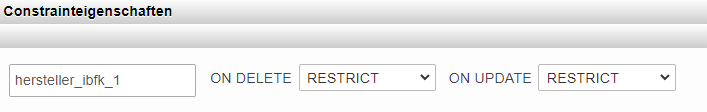 Constrainteigenschaften
hersteller_ibfk_1 ON DELETE RESTRICT ON UPDATE RESTRICT